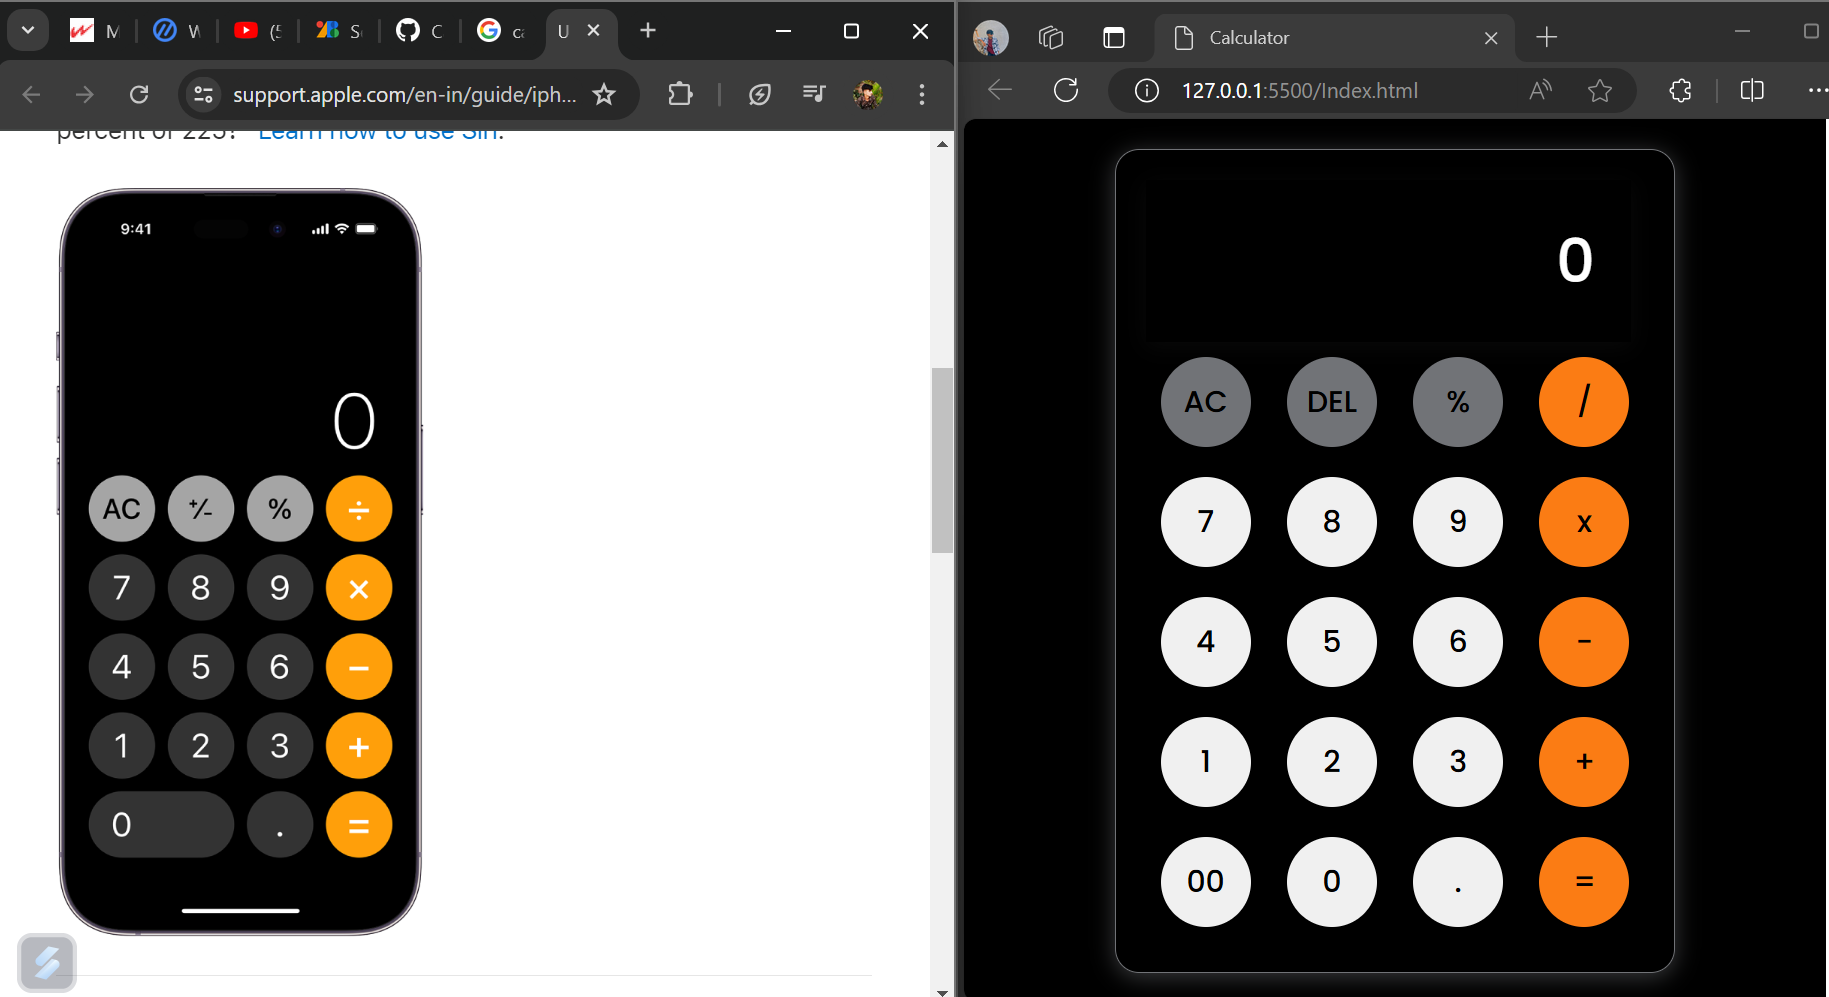 M
W
(5
S
C
ca
U
support.apple.com/en-in/guide/iph...
percent of 225?" Learn how to use Siri.
9:41
0
AC +⁄- % ÷
7 8 9 ×
4 5 6 −
1 2 3 +
0 . =
Calculator
127.0.0.1:5500/Index.html
0
AC DEL % /
7 8 9 x
4 5 6 -
1 2 3 +
00 0 . =